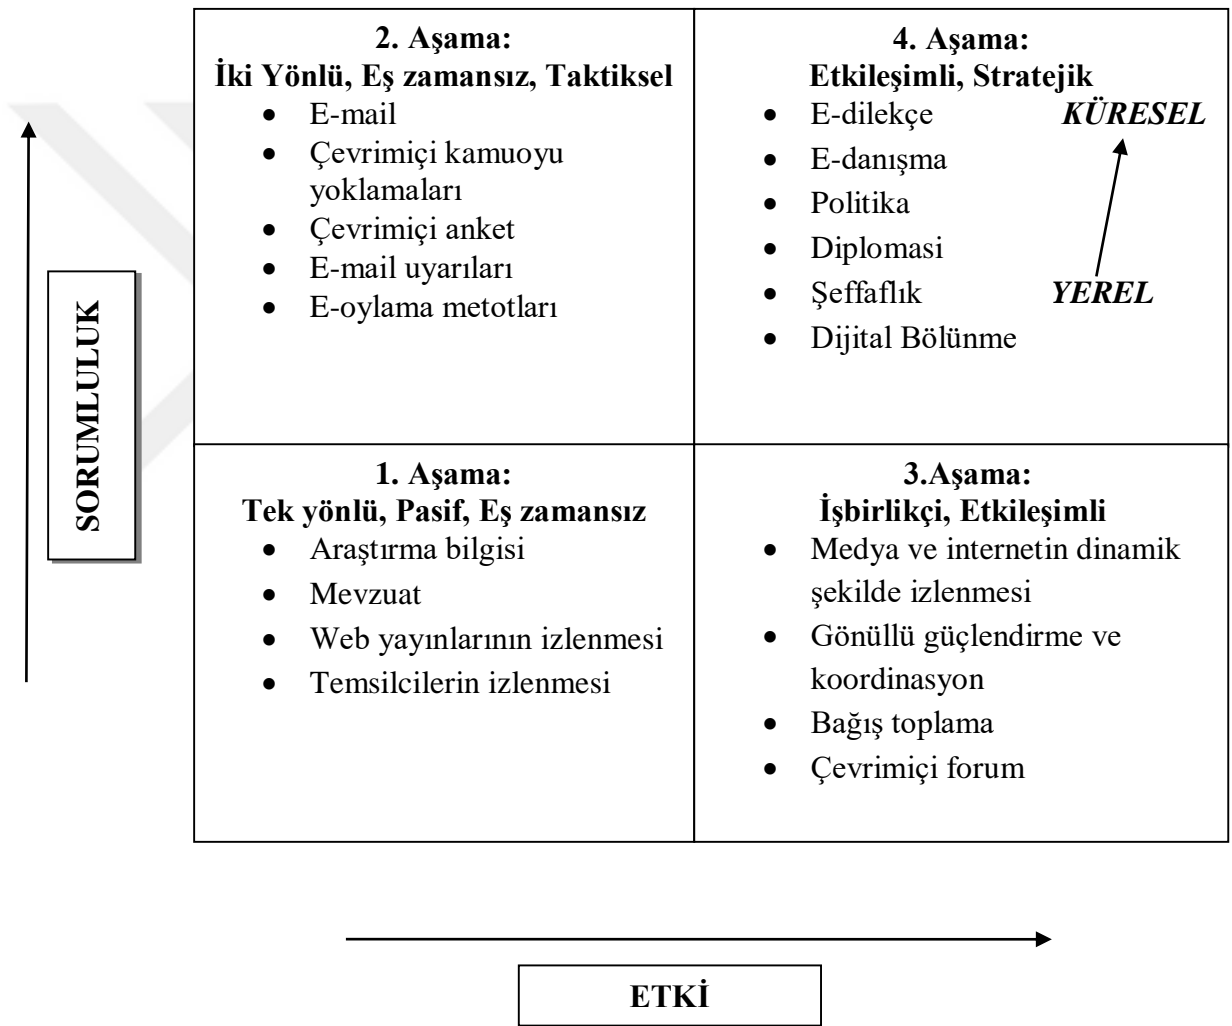 2. Aşama:
İki Yönlü, Eş zamansız, Taktiksel
• E-mail
• Çevrimiçi kamuoyu
yoklamaları
• Çevrimiçi anket
• E-mail uyarıları
• E-oylama metotları
4. Aşama:
Etkileşimli, Stratejik
• E-dilekçe KÜRESEL
• E-danışma
• Politika
• Diplomasi
• Şeffaflık YEREL
• Dijital Bölünme
SORUMLULUK
1. Aşama:
Tek yönlü, Pasif, Eş zamansız
• Araştırma bilgisi
• Mevzuat
• Web yayınlarının izlenmesi
• Temsilcilerin izlenmesi
3.Aşama:
İşbirlikçi, Etkileşimli
• Medya ve internetin dinamik
şekilde izlenmesi
• Gönüllü güçlendirme ve
koordinasyon
• Bağış toplama
• Çevrimiçi forum
ETKİ